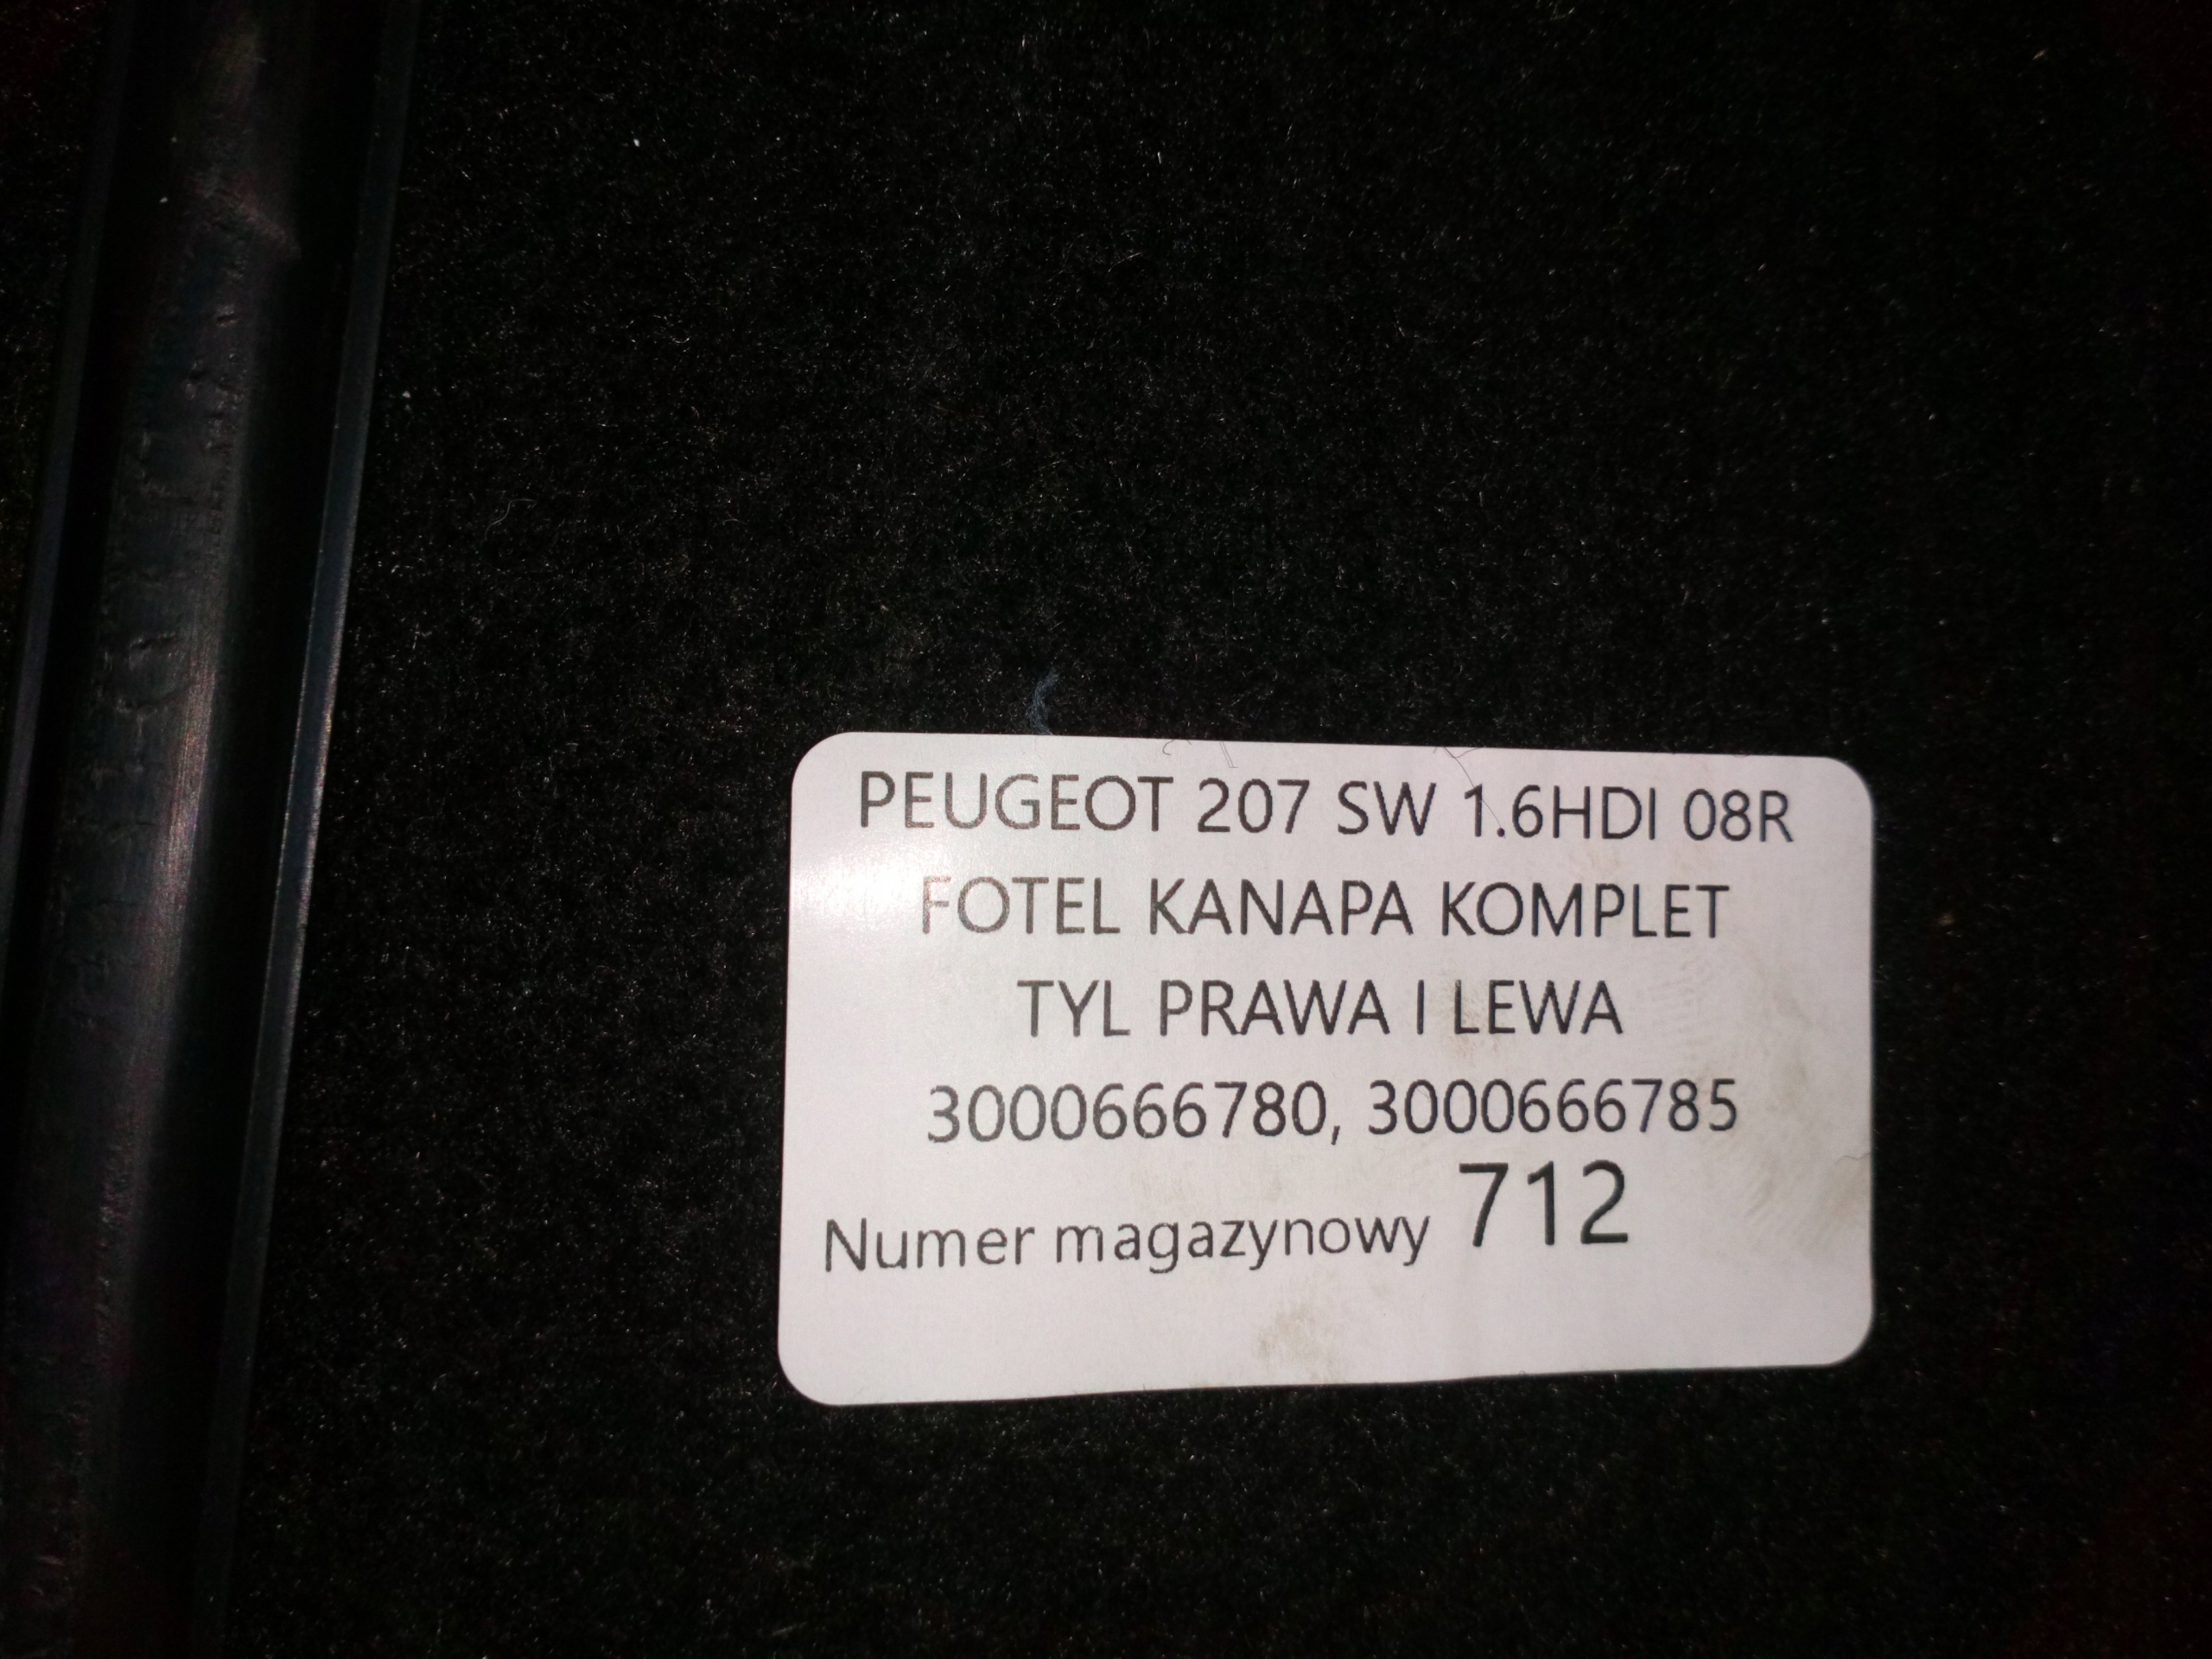 PEUGEOT 207 SW 1.6HDI 08R
FOTEL KANAPA KOMPLET
TYL PRAWA I LEWA
3000666780, 3000666785
Numer magazynowy 712